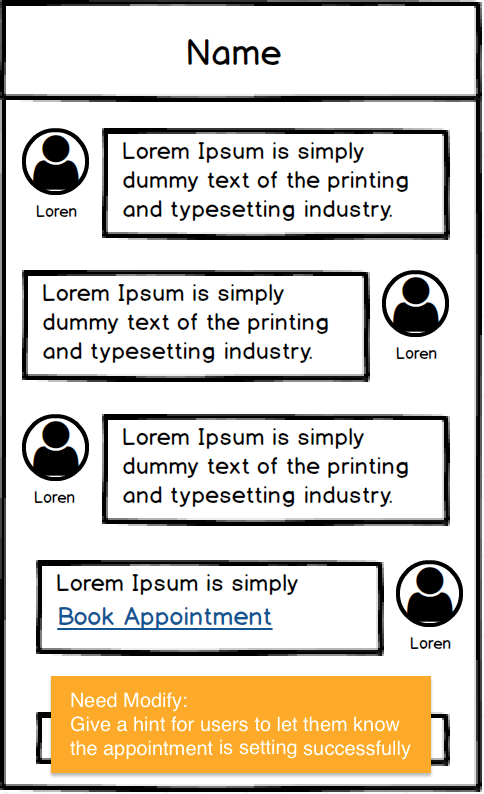 Name
Lorem Ipsum is simply
dummy text of the printing
and typesetting industry.
Loren
Lorem Ipsum is simply
dummy text of the printing
and typesetting industry.
Loren
Lorem Ipsum is simply
dummy text of the printing
and typesetting industry.
Loren
Lorem Ipsum is simply
Book Appointment
Loren
Need Modify:
Give a hint for users to let them know
the appointment is setting successfully